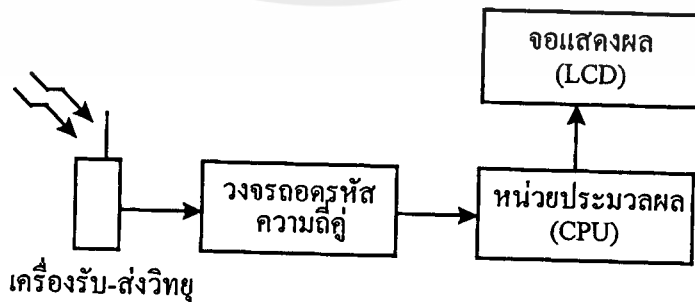 จอแสดงผล
(LCD)
วงจรถอดรหัส
ความถี่คู่
หน่วยประมวลผล
(CPU)
เครื่องรับ-ส่งวิทยุ